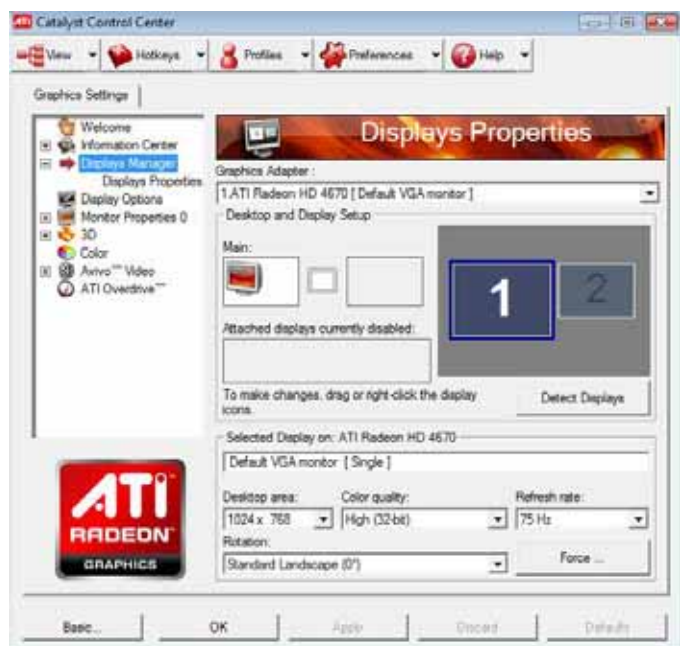 Catalyst Control Center
View Hotkeys Profiles Preferences Help
Graphics Settings
Welcome
Information Center
Displays Manager
Displays Properties
Display Options
Monitor Properties 0
3D
Color
Avivo™ Video
ATI Overdrive™
ATI
RADEON
GRAPHICS
Displays Properties
Graphics Adapter :
1.ATI Radeon HD 4670 [ Default VGA monitor ]
Desktop and Display Setup
Main:
1
2
Attached displays currently disabled:
To make changes, drag or right-click the display
icons.
Detect Displays
Selected Display on: ATI Radeon HD 4670
Default VGA monitor [ Single ]
Desktop area: Color quality: Refresh rate:
1024 x 768 High (32-bit) 75 Hz
Rotation:
Standard Landscape (0°)
Force ...
Basic... OK Apply Discard Defaults